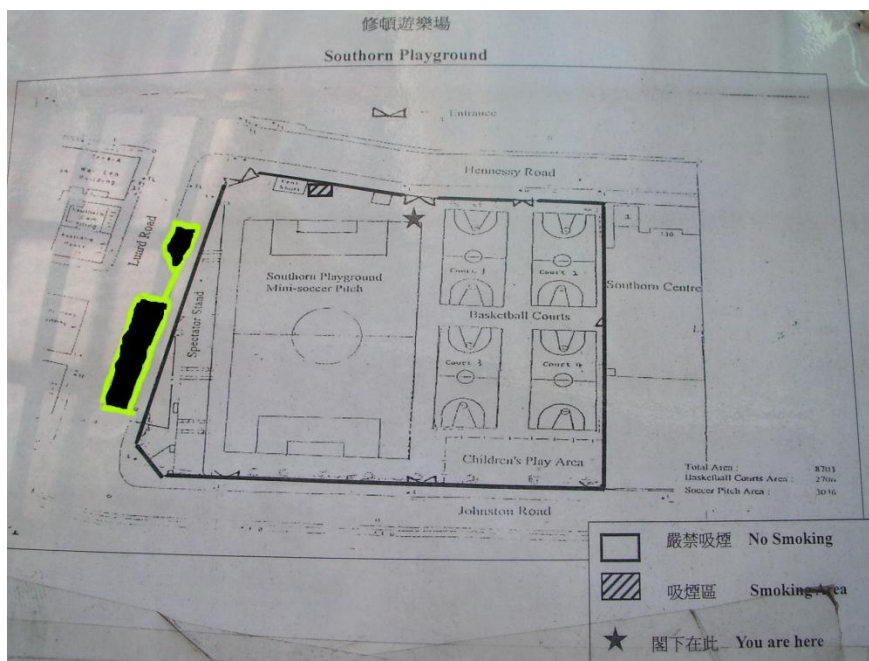 修頓遊樂場
Southorn Playground
Entrance
Hennessy Road
Luard Road
Southorn Playground
Mini-soccer Pitch
Spectator Stand
Court 1
Court 2
Southorn Centre
Basketball Courts
Court 3
Court 4
Children's Play Area
Total Area : 8703
Basketball Courts Area : 2706
Soccer Pitch Area :
Johnston Road
嚴禁吸煙 No Smoking
吸煙區 Smoking Area
閣下在此 You are here